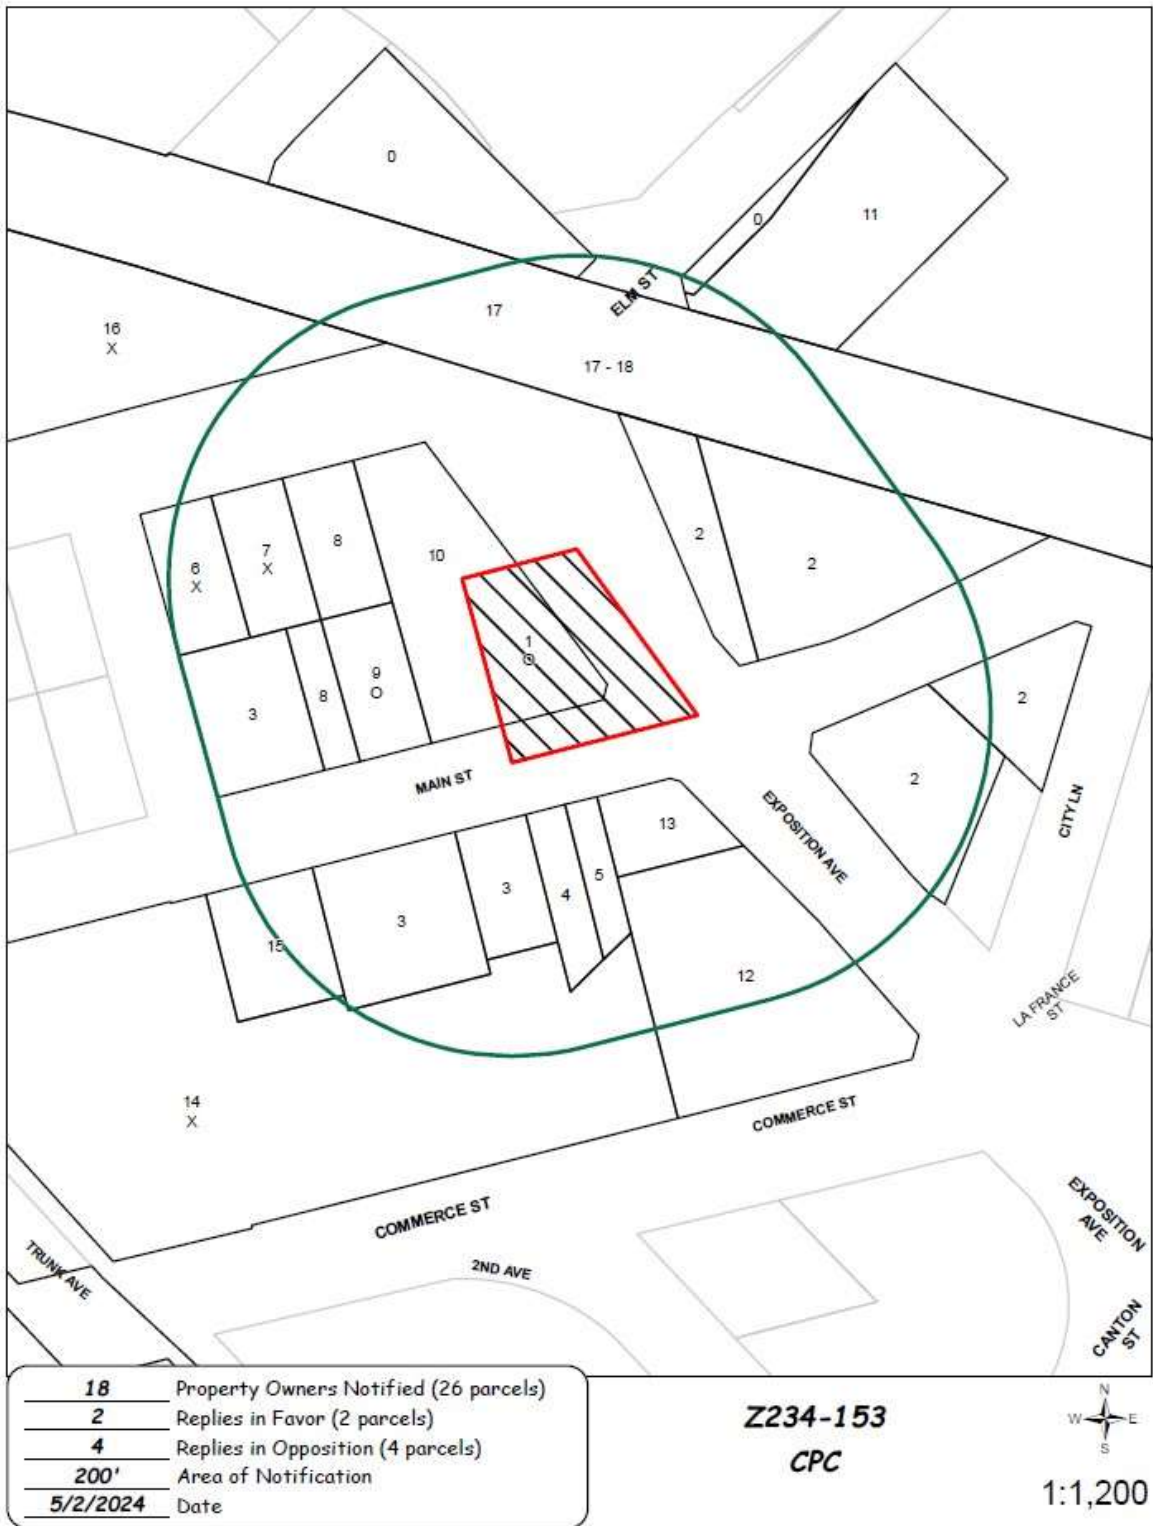 0
0
11
ELM ST
17
16
X
17 - 18
2
2
10
8
7
X
6
X
1
O
9
O
8
3
2
2
MAIN ST
EXPOSITION AVE
CITY LN
13
5
3
4
3
15
12
LA FRANCE
ST
14
X
COMMERCE ST
COMMERCE ST
EXPOSITION
AVE
TRUNK AVE
2ND AVE
CANTON
ST
18 Property Owners Notified (26 parcels)
2 Replies in Favor (2 parcels)
4 Replies in Opposition (4 parcels)
200' Area of Notification
5/2/2024 Date
Z234-153
CPC
N
W E
S
1:1,200